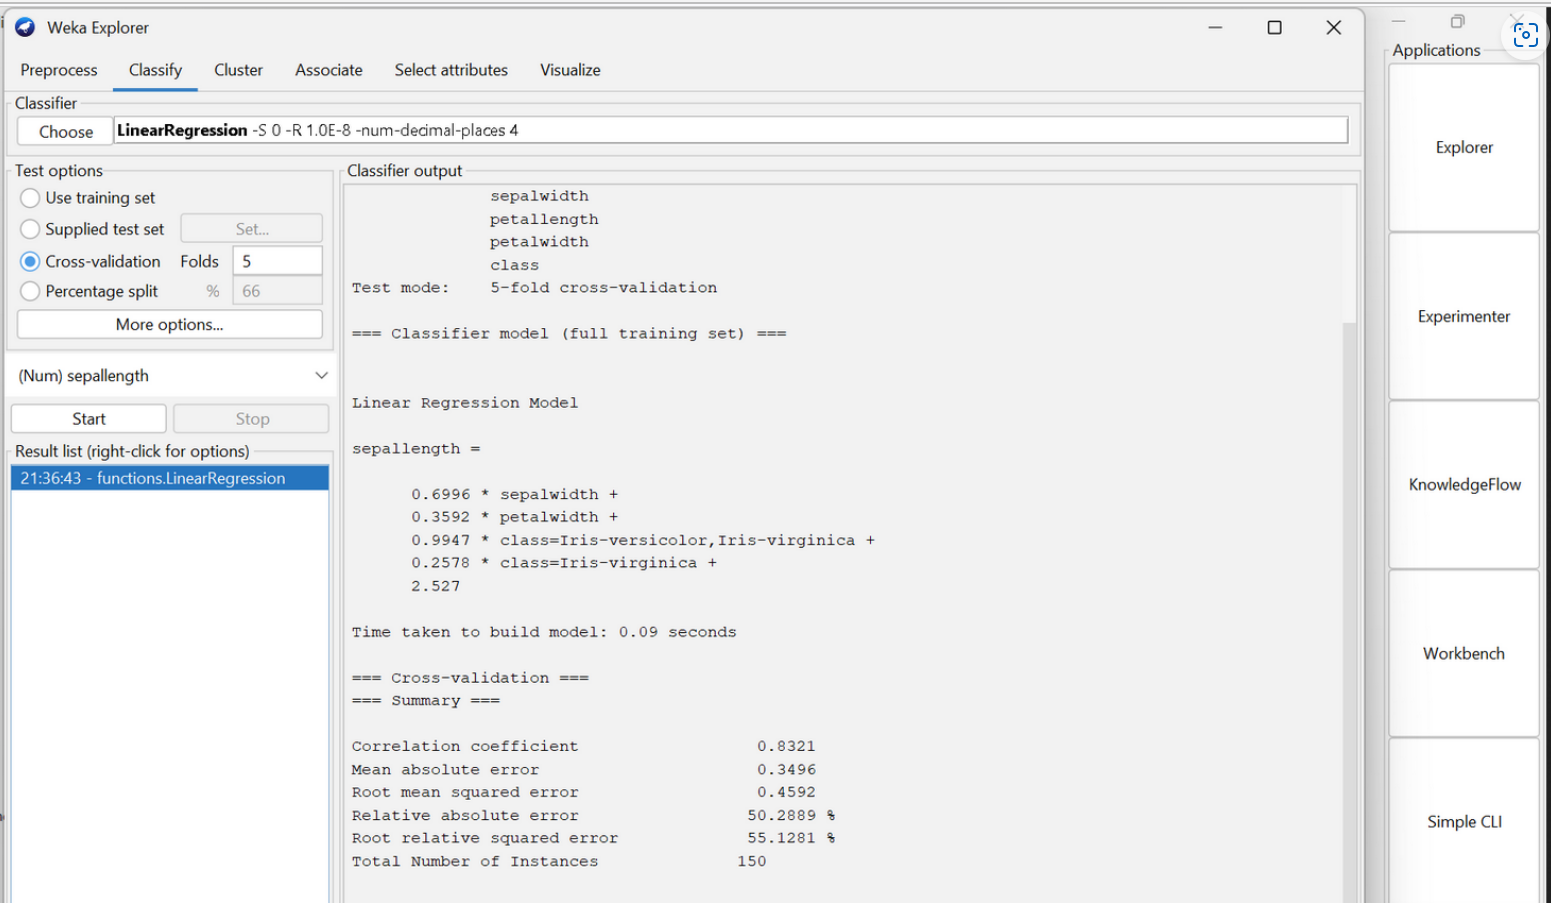 Weka Explorer
Preprocess Classify Cluster Associate Select attributes Visualize
Classifier
Choose LinearRegression -S 0 -R 1.0E-8 -num-decimal-places 4
Test options
Use training set
Supplied test set Set...
Cross-validation Folds 5
Percentage split % 66
More options...
(Num) sepallength
Start Stop
Result list (right-click for options)
21:36:43 - functions.LinearRegression
Classifier output
sepalwidth
petallength
petalwidth
class
Test mode: 5-fold cross-validation
=== Classifier model (full training set) ===
Linear Regression Model
sepallength =
0.6996 * sepalwidth +
0.3592 * petalwidth +
0.9947 * class=Iris-versicolor,Iris-virginica +
0.2578 * class=Iris-virginica +
2.527
Time taken to build model: 0.09 seconds
=== Cross-validation ===
=== Summary ===
Correlation coefficient 0.8321
Mean absolute error 0.3496
Root mean squared error 0.4592
Relative absolute error 50.2889 %
Root relative squared error 55.1281 %
Total Number of Instances 150
Applications
Explorer
Experimenter
KnowledgeFlow
Workbench
Simple CLI